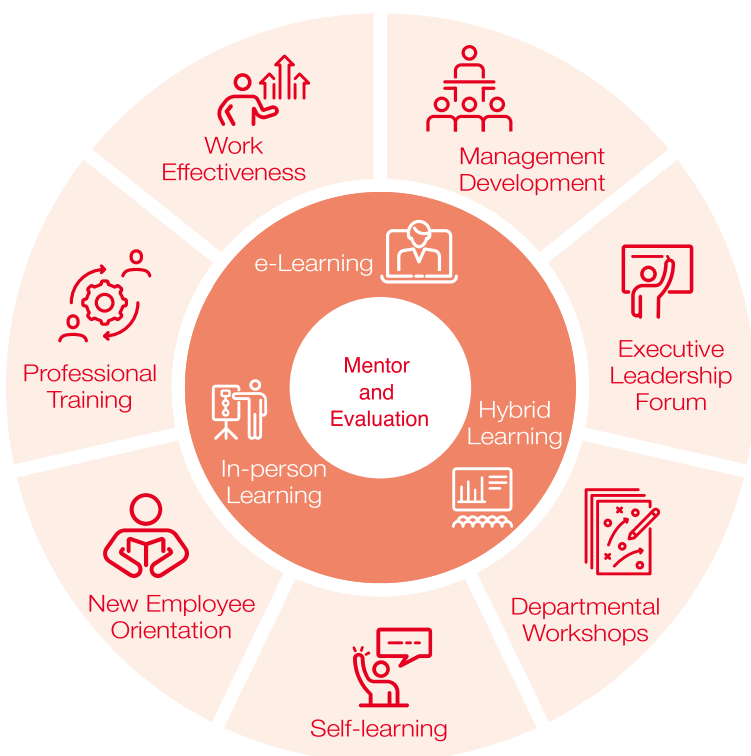 Work
Effectiveness
Management
Development
Executive
Leadership
Forum
Departmental
Workshops
Self-learning
New Employee
Orientation
Professional
Training
e-Learning
Hybrid
Learning
In-person
Learning
Mentor
and
Evaluation